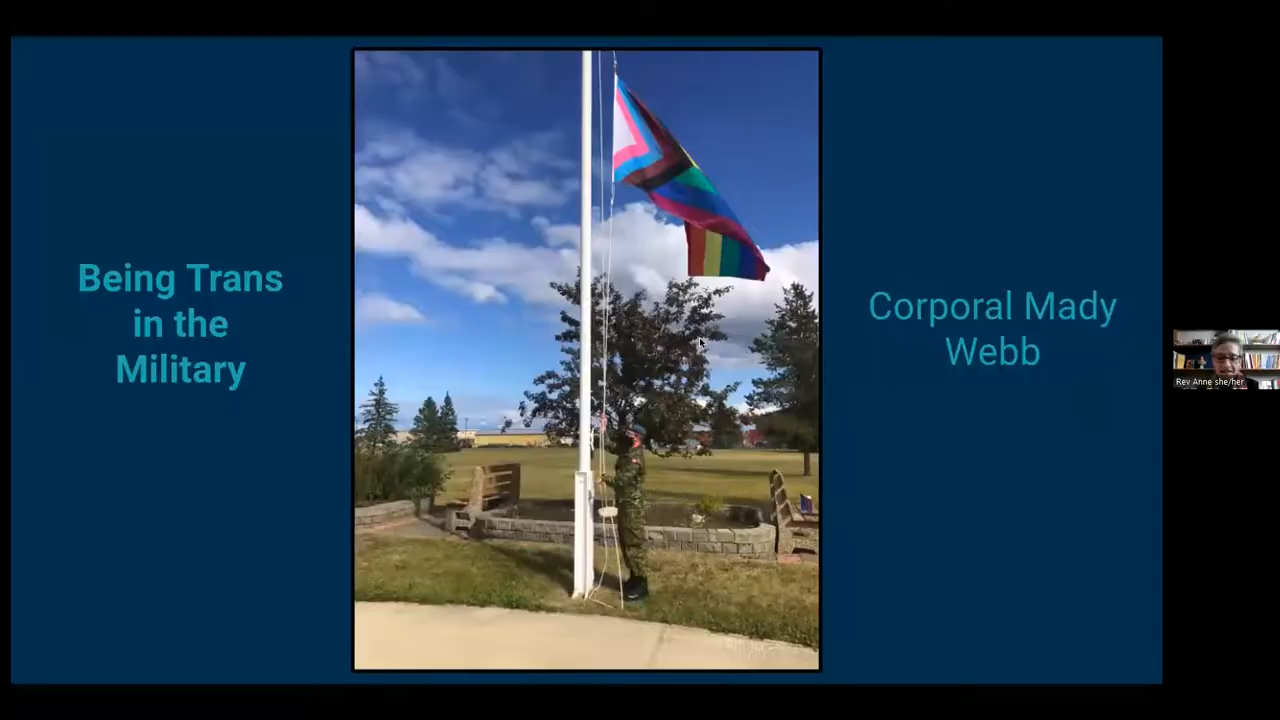 Being Trans
in the
Military
Corporal Mady
Webb
Rev Anne she/her